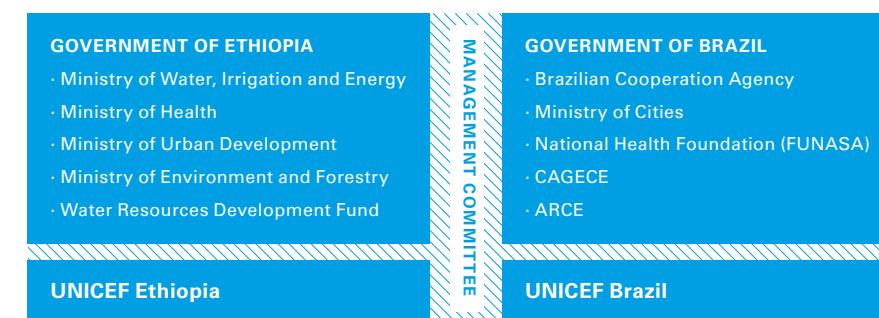 GOVERNMENT OF ETHIOPIA
· Ministry of Water, Irrigation and Energy
· Ministry of Health
· Ministry of Urban Development
· Ministry of Environment and Forestry
· Water Resources Development Fund
UNICEF Ethiopia
MANAGEMENT COMMITTEE
GOVERNMENT OF BRAZIL
· Brazilian Cooperation Agency
· Ministry of Cities
· National Health Foundation (FUNASA)
· CAGECE
· ARCE
UNICEF Brazil